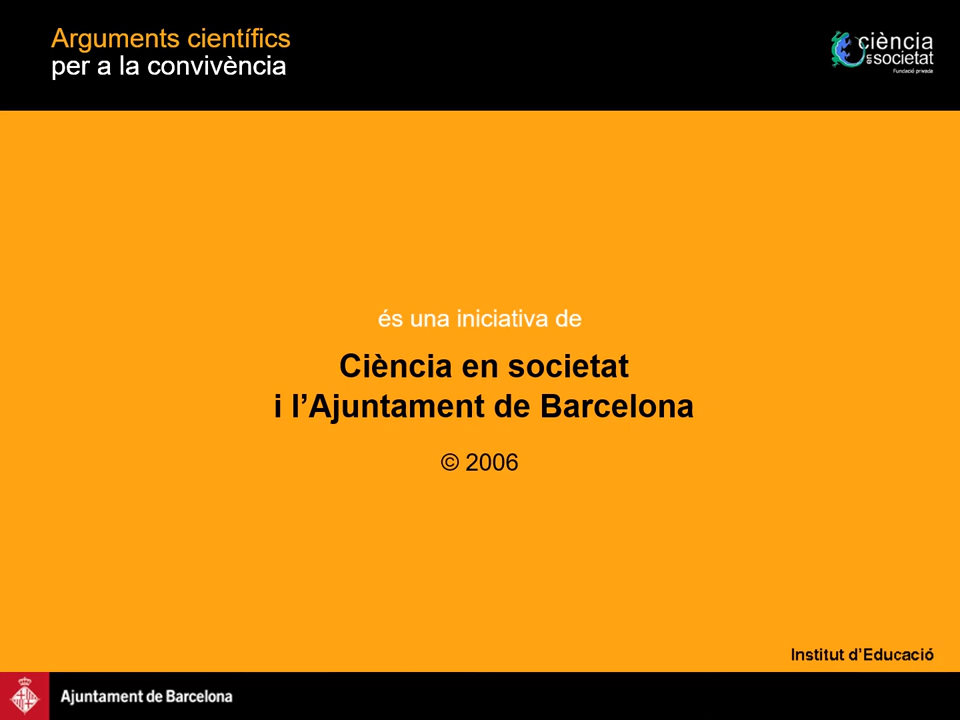 Arguments científics
per a la convivència
ciència
en societat
Fundació privada
és una iniciativa de
Ciència en societat
i l’Ajuntament de Barcelona
© 2006
Institut d’Educació
Ajuntament de Barcelona